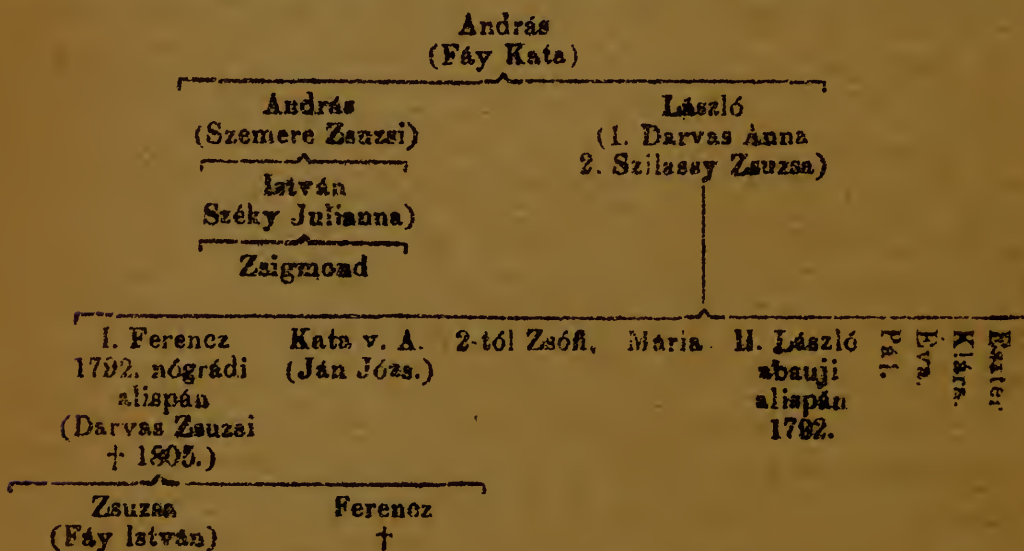 András
(Fáy Kata)
András
(Szemere Zsuzsi)
István
Széky Julianna)
Zsigmond
László
(1. Darvas Anna
2. Szilassy Zsuzsa)
I. Ferencz
1792. nógrádi
alispán
(Darvas Zsuzsi
† 1805.)
Kata v. A.
(Ján Józs.)
2-tól Zsófi,
Mária
II. László
abauji
alispán
1792.
Pál.
Éva.
Klára.
Eszter
Zsuzsa
(Fáy István)
Ferencz
†